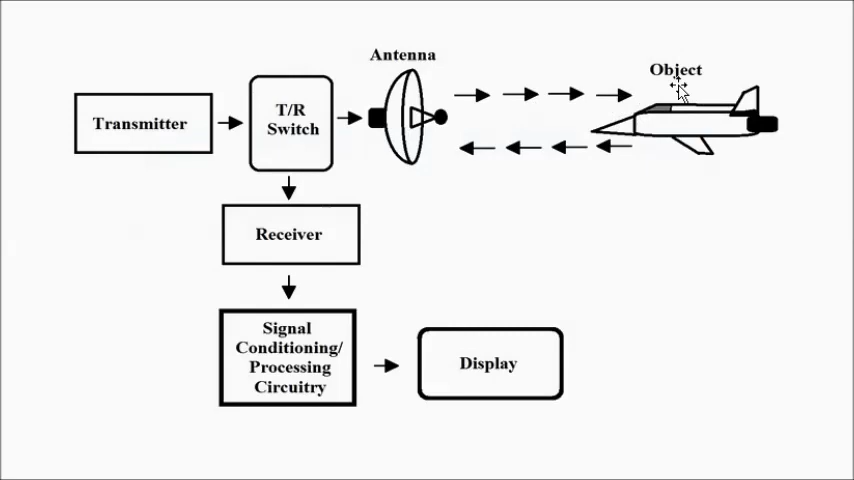 Antenna
Object
Transmitter
T/R
Switch
Receiver
Signal
Conditioning/
Processing
Circuitry
Display